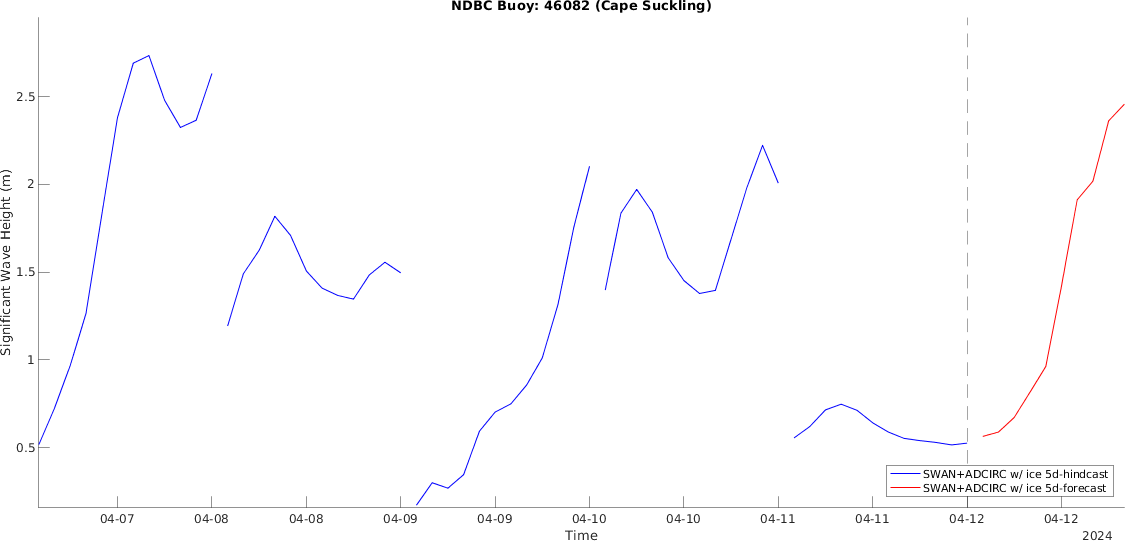 NDBC Buoy: 46082 (Cape Suckling)
Significant Wave Height (m)
2.5
2
1.5
1
0.5
SWAN+ADCIRC w/ ice 5d-hindcast
SWAN+ADCIRC w/ ice 5d-forecast
04-07 04-08 04-08 04-09 04-09 04-10 04-10 04-11 04-11 04-12 04-12
Time
2024